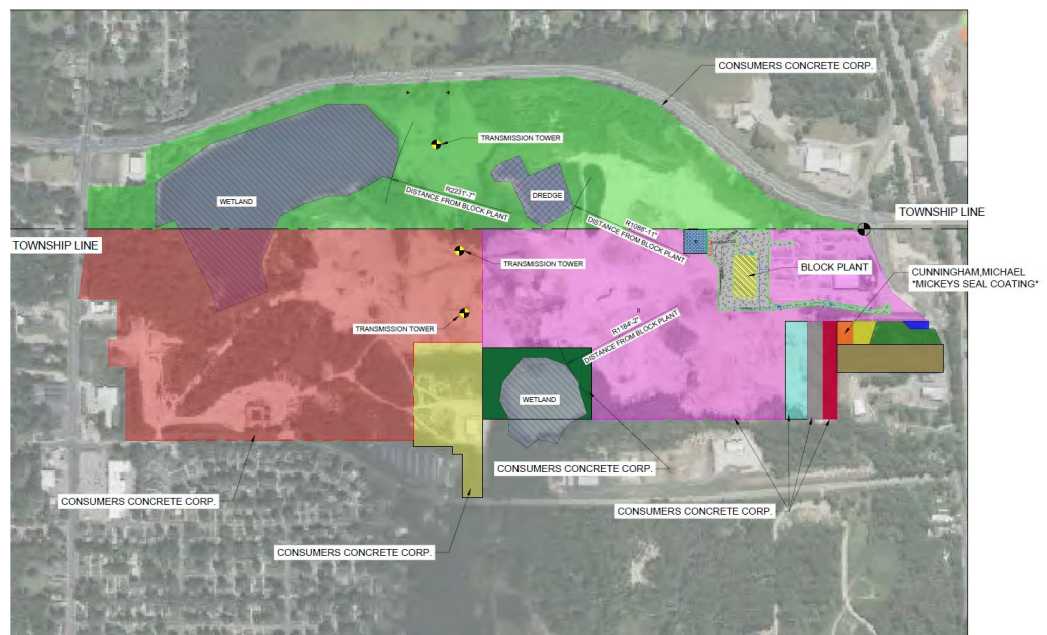 CONSUMERS CONCRETE CORP.
TRANSMISSION TOWER
R2231'-7"
DISTANCE FROM BLOCK PLANT
WETLAND
DREDGE
R1086'-11"
DISTANCE FROM BLOCK PLANT
TOWNSHIP LINE
TOWNSHIP LINE
TRANSMISSION TOWER
BLOCK PLANT
CUNNINGHAM,MICHAEL
*MICKEYS SEAL COATING*
TRANSMISSION TOWER
R1184'-2"
DISTANCE FROM BLOCK PLANT
WETLAND
CONSUMERS CONCRETE CORP.
CONSUMERS CONCRETE CORP.
CONSUMERS CONCRETE CORP.
CONSUMERS CONCRETE CORP.